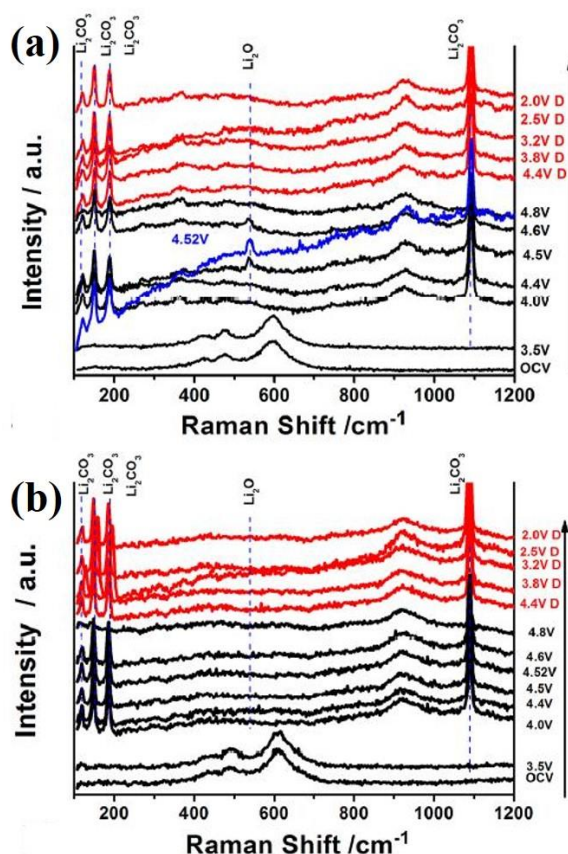 (a)
Li₂CO₃
Li₂CO₃
Li₂CO₃
Li₂O
Li₂CO₃
2.0V D
2.5V D
3.2V D
3.8V D
4.4V D
4.8V
4.6V
4.52V
4.5V
4.4V
4.0V
3.5V
OCV
Intensity / a.u.
200 400 600 800 1000 1200
Raman Shift /cm⁻¹
(b)
Li₂CO₃
Li₂CO₃
Li₂CO₃
Li₂O
Li₂CO₃
2.0V D
2.5V D
3.2V D
3.8V D
4.4V D
4.8V
4.6V
4.52V
4.5V
4.4V
4.0V
3.5V
OCV
Intensity / a.u.
200 400 600 800 1000 1200
Raman Shift /cm⁻¹